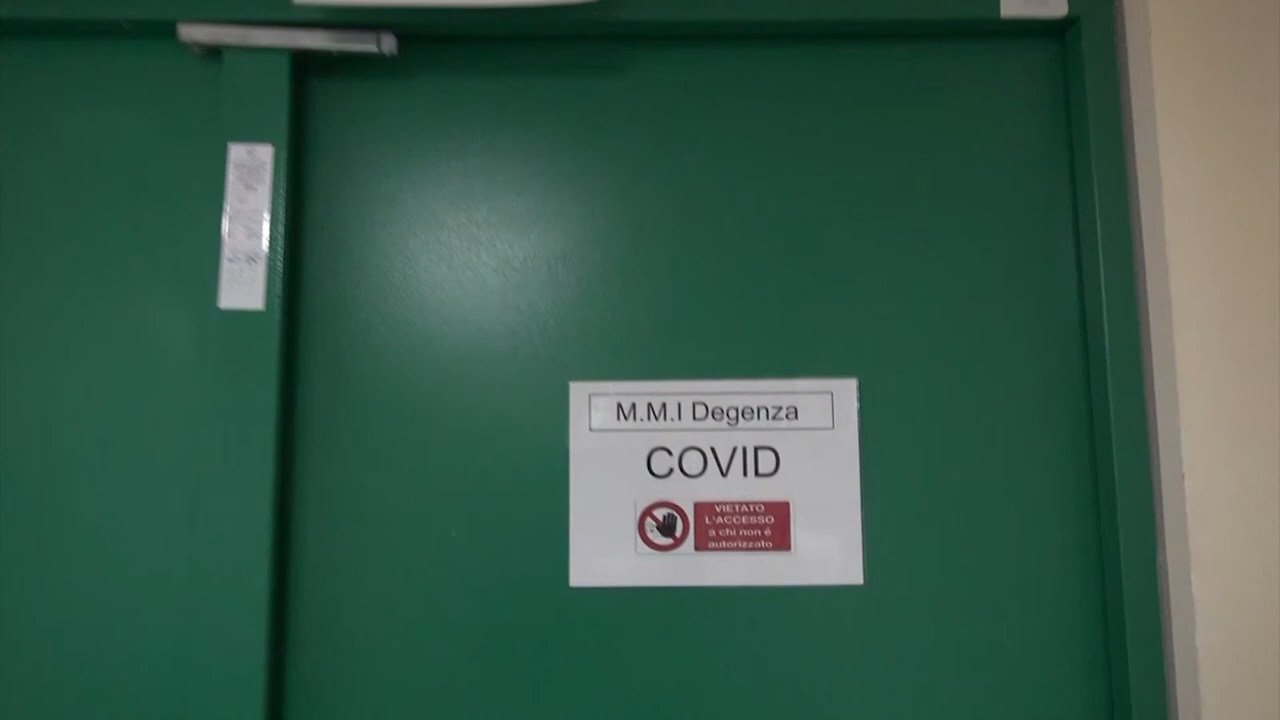 M.M.I Degenza
COVID
VIETATO
L'ACCESSO
a chi non è
autorizzato